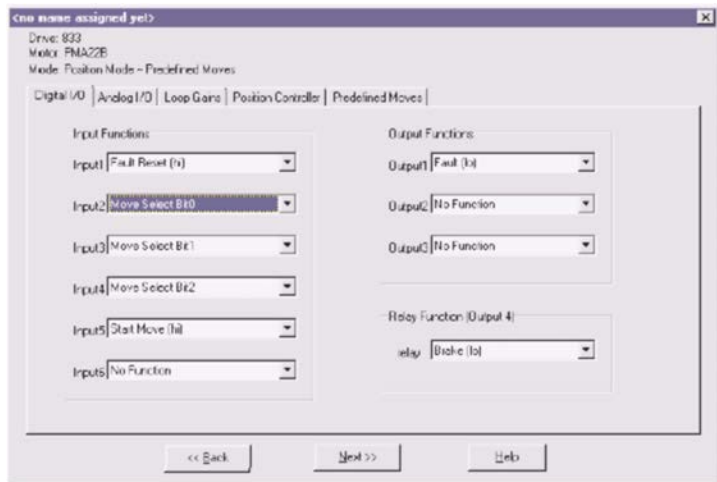 <no name assigned yet>
Drive: 833
Motor: PMA22B
Mode: Position Mode - Predefined Moves
Digital I/O
Analog I/O
Loop Gains
Position Controller
Predefined Moves
Input Functions
Input1 Fault Reset (hi)
Input2 Move Select Bit0
Input3 Move Select Bit1
Input4 Move Select Bit2
Input5 Start Move (hi)
Input6 No Function
Output Functions
Output1 Fault (lo)
Output2 No Function
Output3 No Function
Relay Function (Output 4)
relay Brake (lo)
<< Back
Next >>
Help